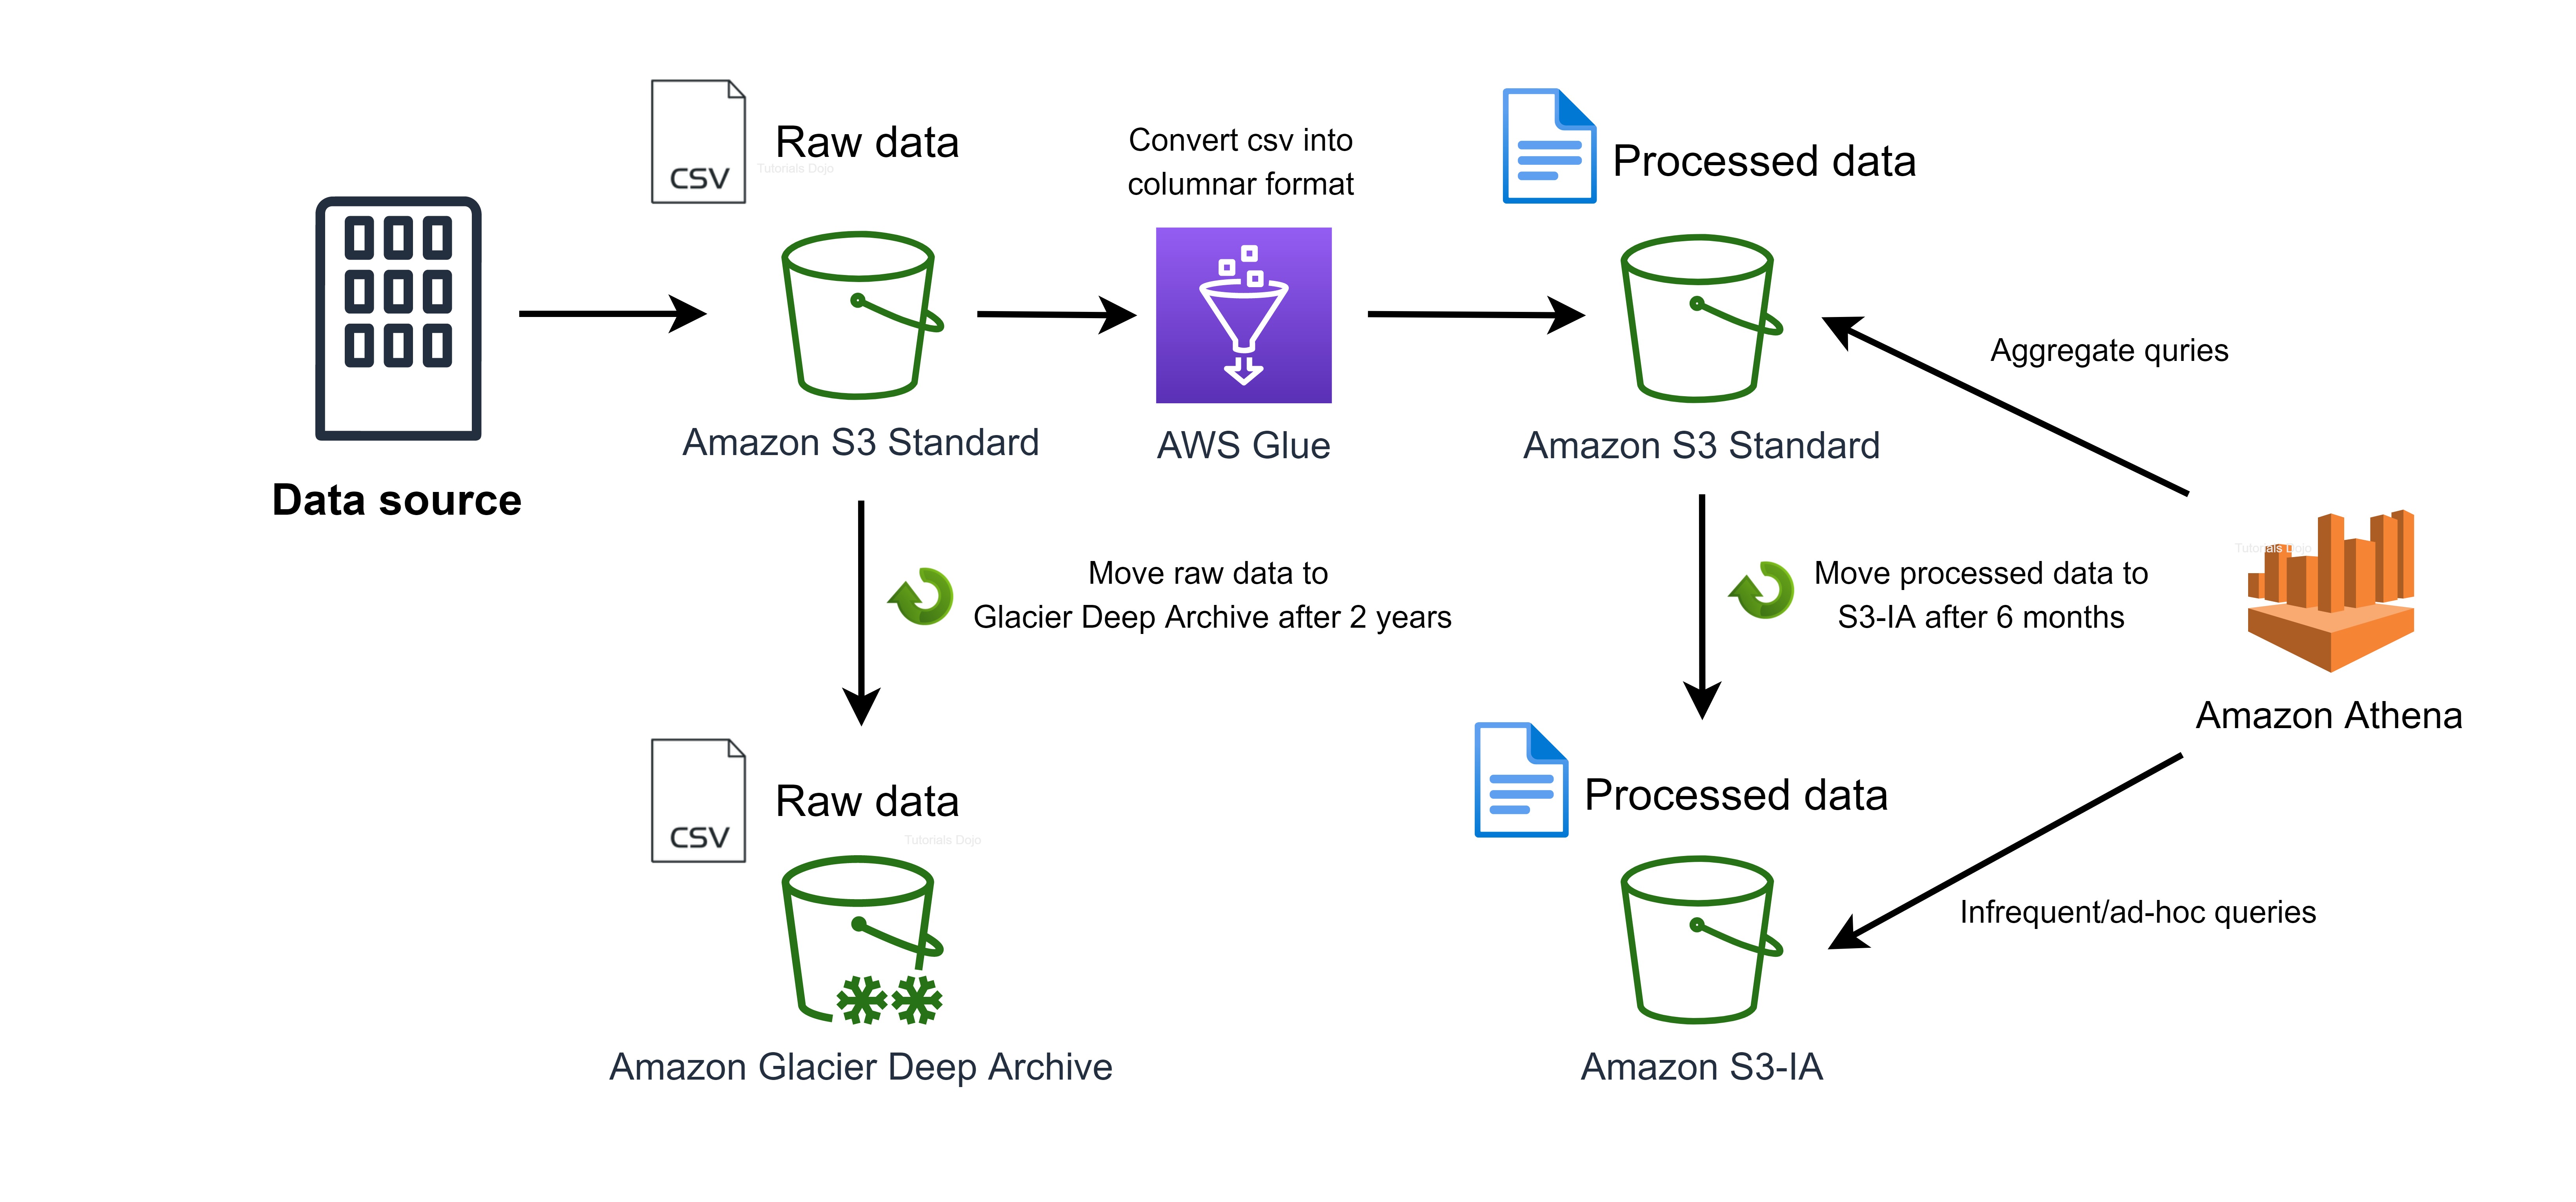 CSV
Raw data
Tutorials Dojo
Convert csv into
columnar format
Processed data
Data source
Amazon S3 Standard
AWS Glue
Amazon S3 Standard
Aggregate quries
Move raw data to
Glacier Deep Archive after 2 years
Move processed data to
S3-IA after 6 months
Tutorials Dojo
Amazon Athena
CSV
Raw data
Tutorials Dojo
Processed data
Infrequent/ad-hoc queries
Amazon Glacier Deep Archive
Amazon S3-IA